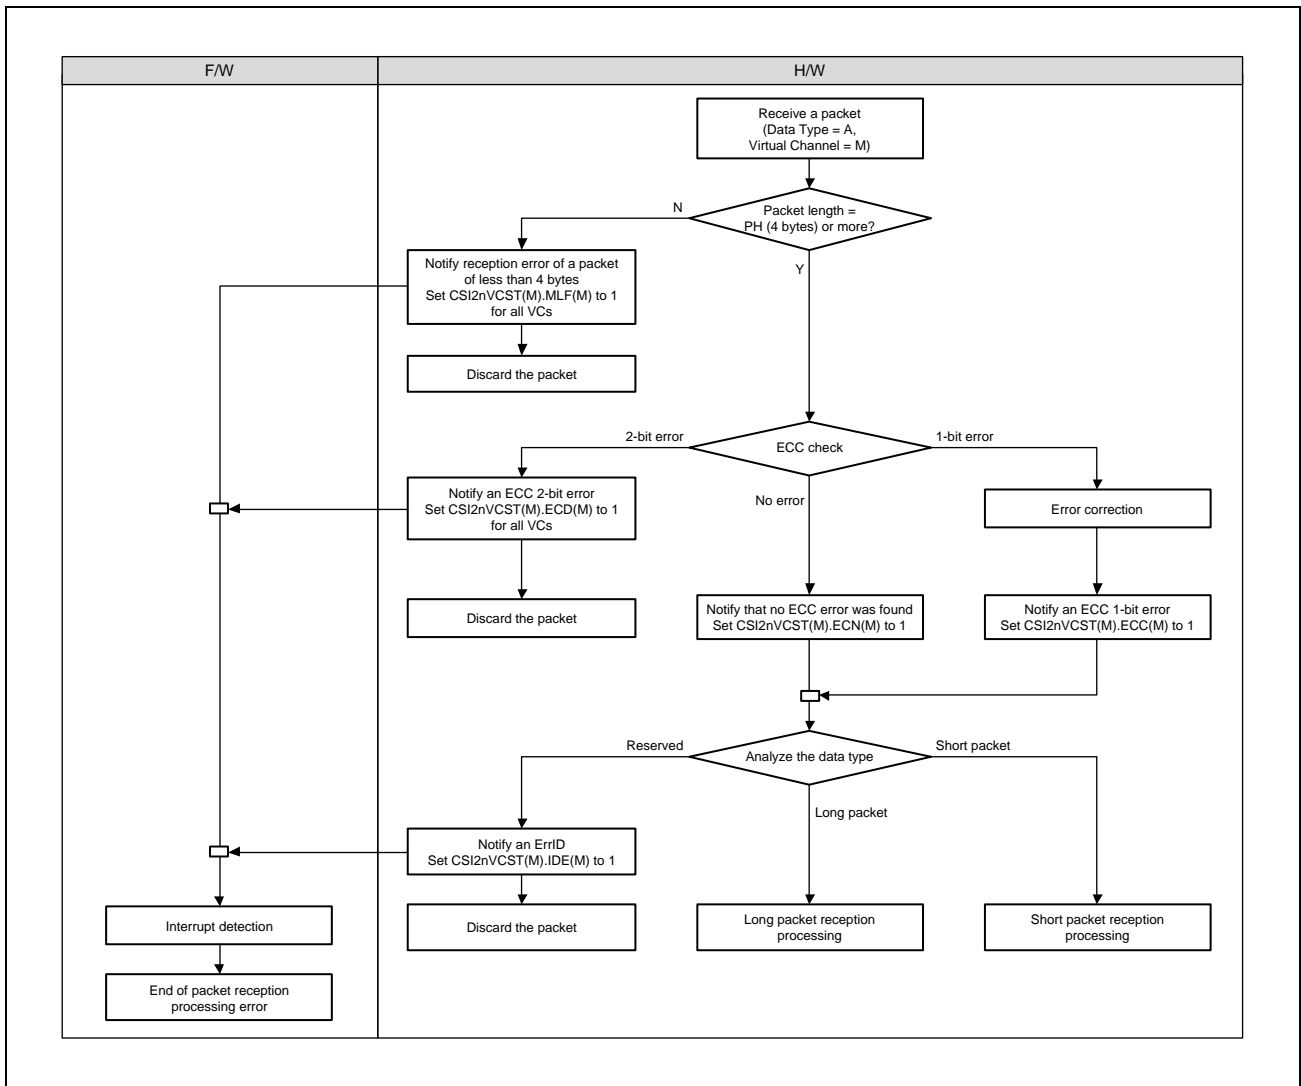 F/W
H/W
Receive a packet
(Data Type = A,
Virtual Channel = M)
N
Packet length =
PH (4 bytes) or more?
Y
Notify reception error of a packet
of less than 4 bytes
Set CSI2nVCST(M).MLF(M) to 1
for all VCs
Discard the packet
2-bit error
ECC check
1-bit error
Notify an ECC 2-bit error
Set CSI2nVCST(M).ECD(M) to 1
for all VCs
No error
Error correction
Discard the packet
Notify that no ECC error was found
Set CSI2nVCST(M).ECN(M) to 1
Notify an ECC 1-bit error
Set CSI2nVCST(M).ECC(M) to 1
Reserved
Analyze the data type
Short packet
Long packet
Notify an ErrID
Set CSI2nVCST(M).IDE(M) to 1
Interrupt detection
Discard the packet
Long packet reception
processing
Short packet reception
processing
End of packet reception
processing error